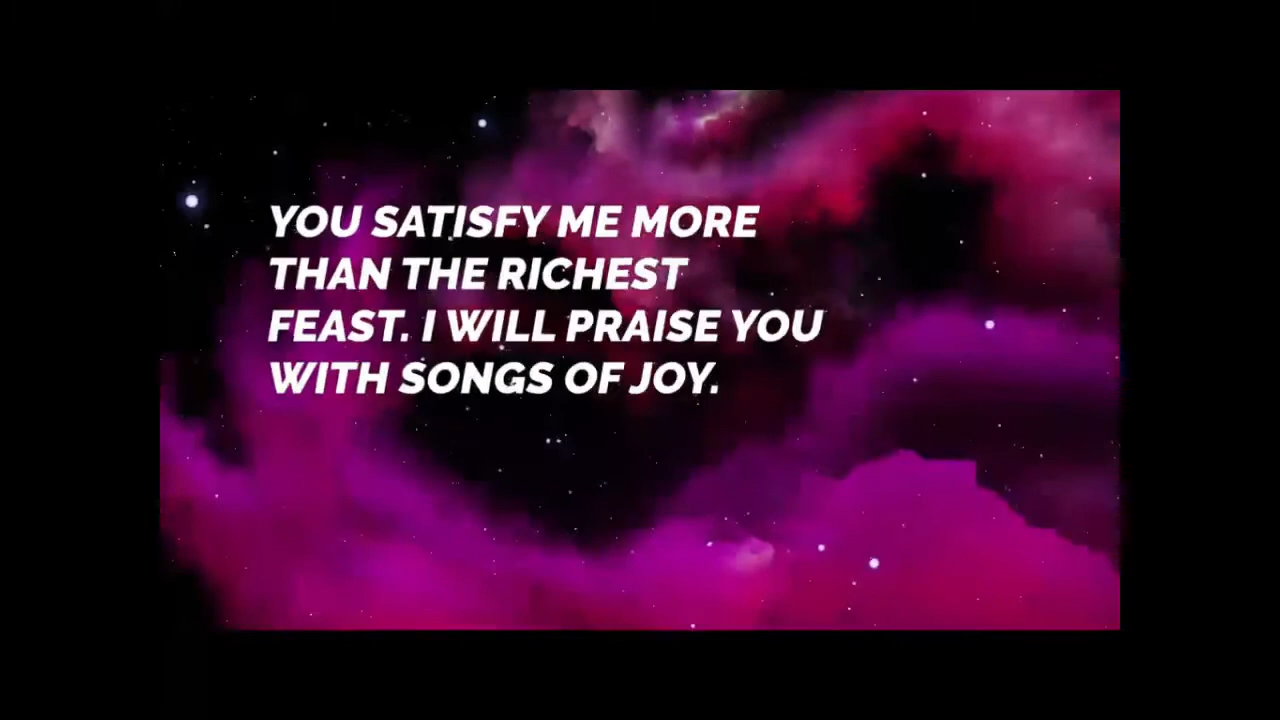 YOU SATISFY ME MORE
THAN THE RICHEST
FEAST. I WILL PRAISE YOU
WITH SONGS OF JOY.